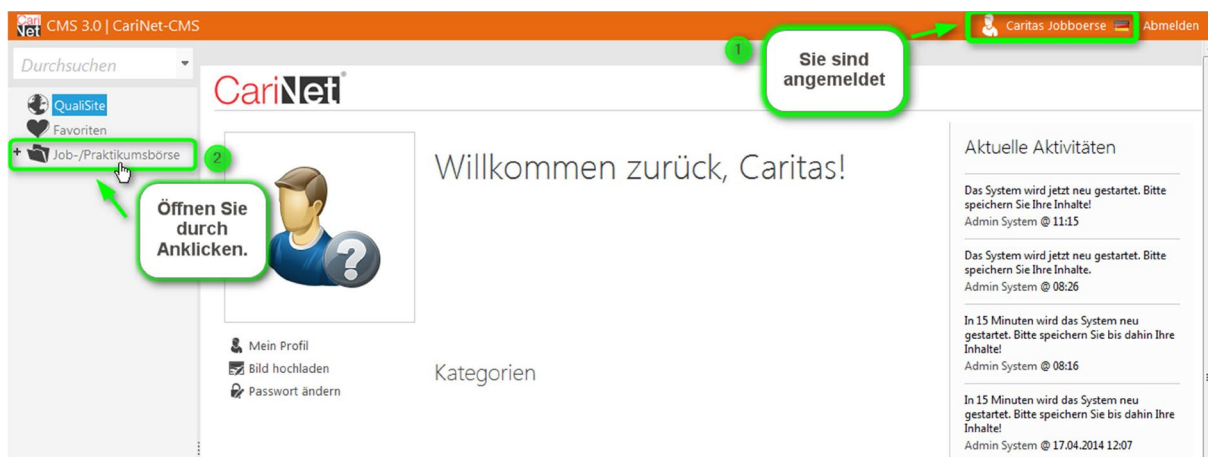 Cari
Net
CMS 3.0 | CariNet-CMS
Caritas Jobboerse
Abmelden
1
Sie sind
angemeldet
Durchsuchen
QualiSite
Favoriten
Job-/Praktikumsbörse
2
Öffnen Sie
durch
Anklicken.
CariNet®
Willkommen zurück, Caritas!
Mein Profil
Bild hochladen
Passwort ändern
Kategorien
Aktuelle Aktivitäten
Das System wird jetzt neu gestartet. Bitte
speichern Sie Ihre Inhalte!
Admin System @ 11:15
Das System wird jetzt neu gestartet. Bitte
speichern Sie Ihre Inhalte.
Admin System @ 08:26
In 15 Minuten wird das System neu
gestartet. Bitte speichern Sie bis dahin Ihre
Inhalte!
Admin System @ 08:16
In 15 Minuten wird das System neu
gestartet. Bitte speichern Sie bis dahin Ihre
Inhalte!
Admin System @ 17.04.2014 12:07